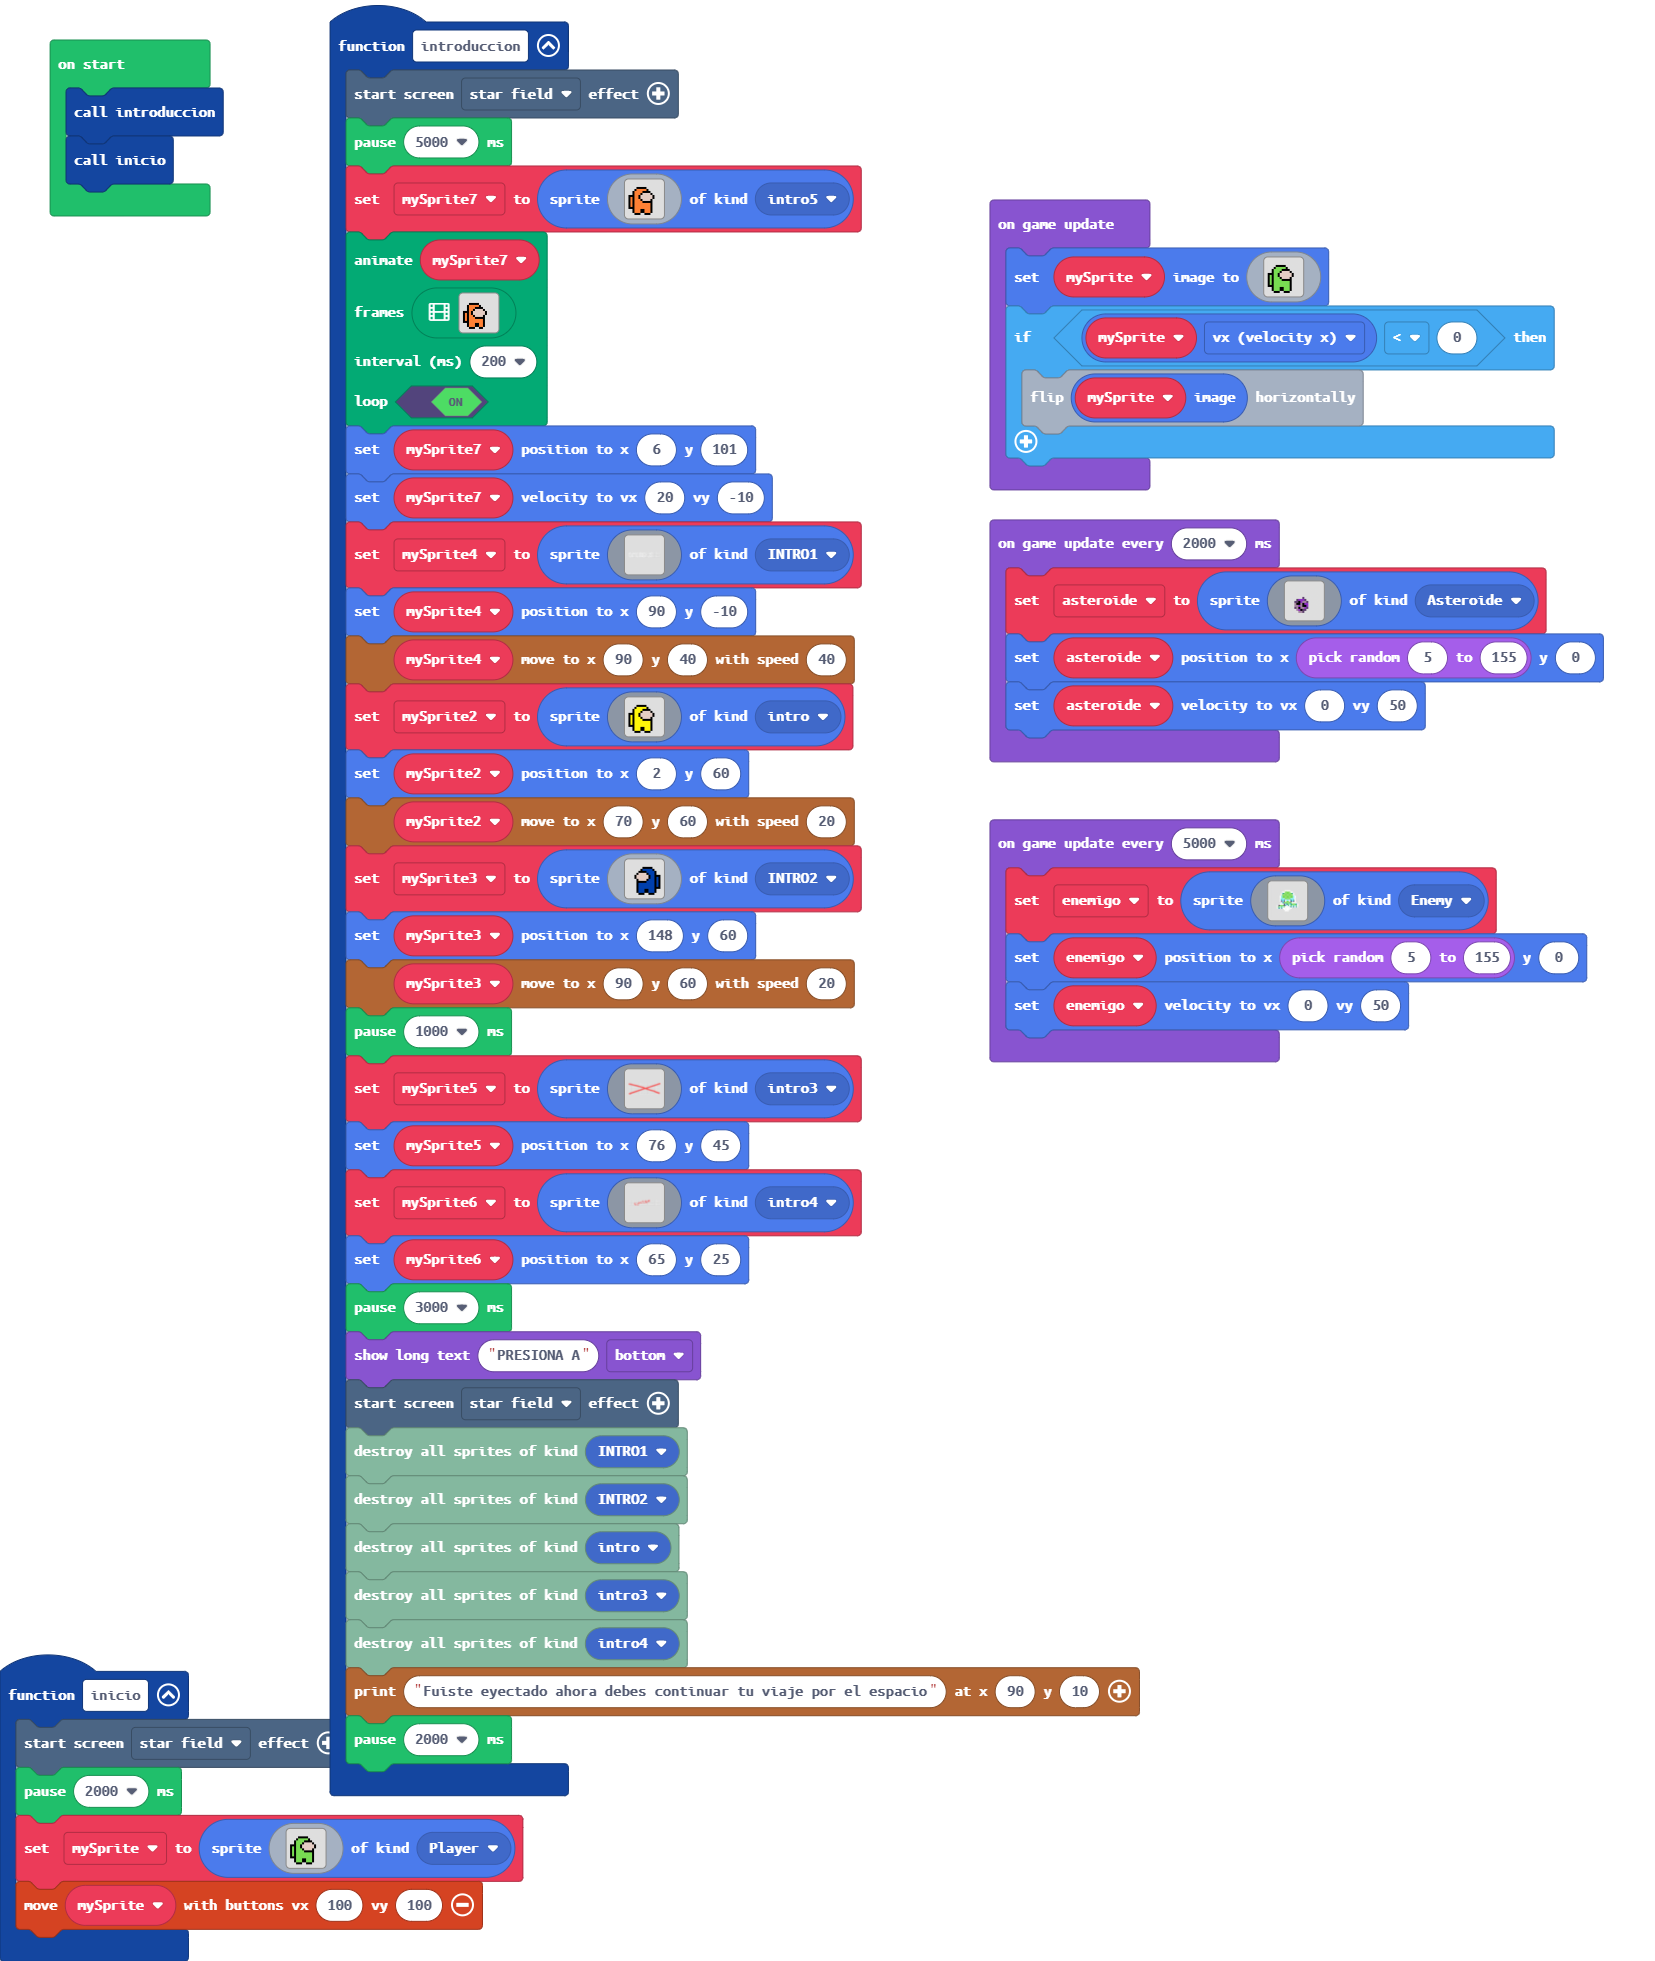 on start
call introduccion
call inicio
function introduccion
start screen star field effect
pause 5000 ms
set mySprite7 to sprite of kind intro5
animate mySprite7
frames
interval (ms) 200
loop ON
set mySprite7 position to x 6 y 101
set mySprite7 velocity to vx 20 vy -10
set mySprite4 to sprite of kind INTRO1
set mySprite4 position to x 90 y -10
mySprite4 move to x 90 y 40 with speed 40
set mySprite2 to sprite of kind intro
set mySprite2 position to x 2 y 60
mySprite2 move to x 70 y 60 with speed 20
set mySprite3 to sprite of kind INTRO2
set mySprite3 position to x 148 y 60
mySprite3 move to x 90 y 60 with speed 20
pause 1000 ms
set mySprite5 to sprite of kind intro3
set mySprite5 position to x 76 y 45
set mySprite6 to sprite of kind intro4
set mySprite6 position to x 65 y 25
pause 3000 ms
show long text "PRESIONA A" bottom
start screen star field effect
destroy all sprites of kind INTRO1
destroy all sprites of kind INTRO2
destroy all sprites of kind intro
destroy all sprites of kind intro3
destroy all sprites of kind intro4
print "Fuiste eyectado ahora debes continuar tu viaje por el espacio" at x 90 y 10
pause 2000 ms
function inicio
start screen star field effect
pause 2000 ms
set mySprite to sprite of kind Player
move mySprite with buttons vx 100 vy 100
on game update
set mySprite image to
if mySprite vx (velocity x) < 0 then
flip mySprite image horizontally
on game update every 2000 ms
set asteroide to sprite of kind Asteroide
set asteroide position to x pick random 5 to 155 y 0
set asteroide velocity to vx 0 vy 50
on game update every 5000 ms
set enemigo to sprite of kind Enemy
set enemigo position to x pick random 5 to 155 y 0
set enemigo velocity to vx 0 vy 50